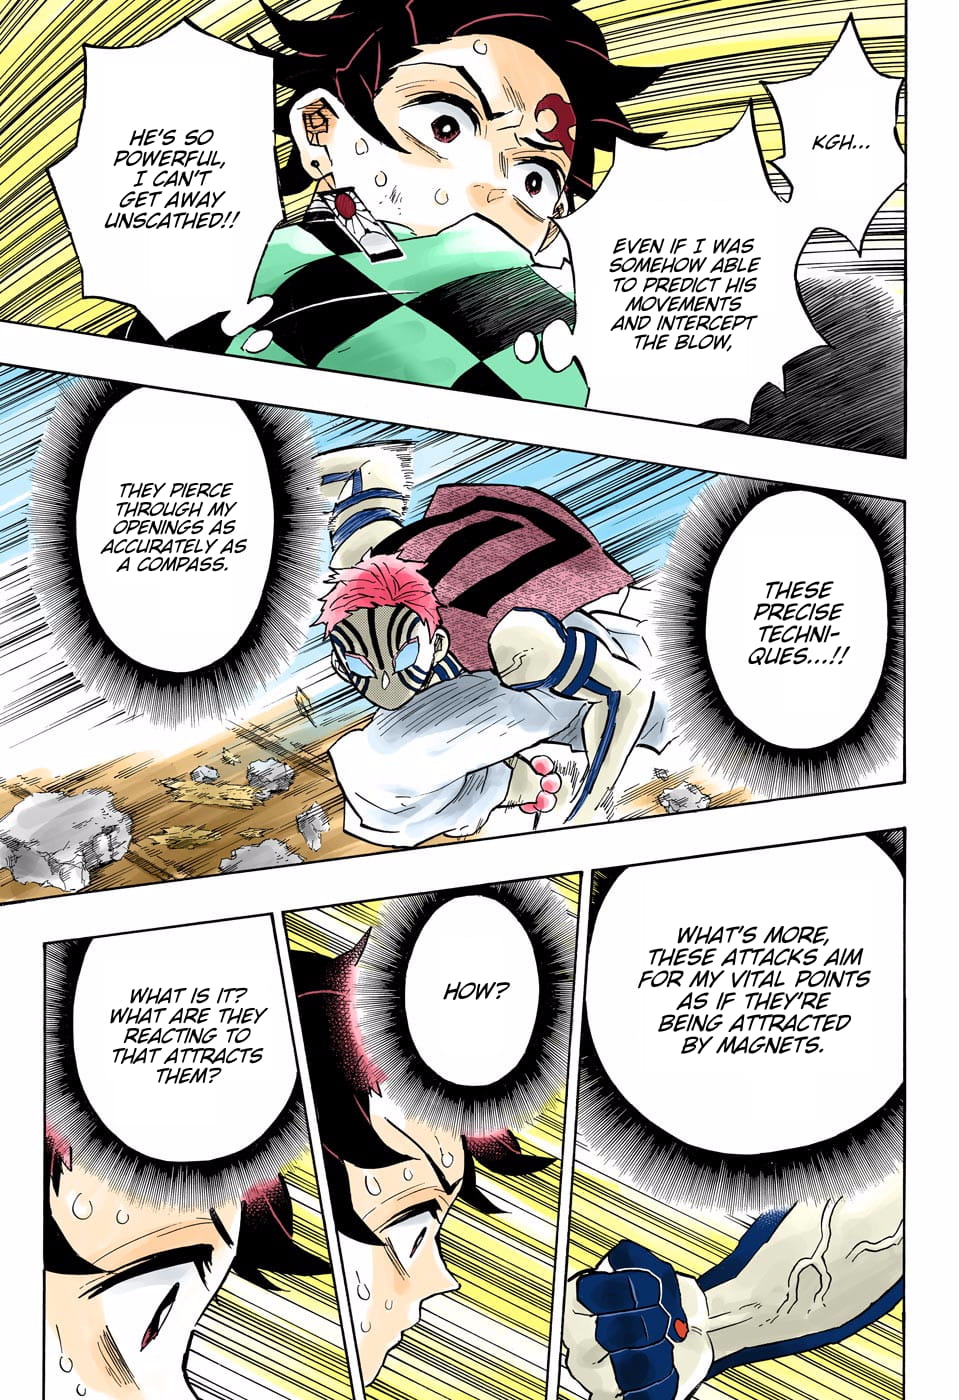 KGH...
EVEN IF I WAS
SOMEHOW ABLE
TO PREDICT HIS
MOVEMENTS
AND INTERCEPT
THE BLOW,
HE'S SO
POWERFUL,
I CAN'T
GET AWAY
UNSCATHED!!
THESE
PRECISE
TECHNI-
QUES...!!
THEY PIERCE
THROUGH MY
OPENINGS AS
ACCURATELY AS
A COMPASS.
WHAT'S MORE,
THESE ATTACKS AIM
FOR MY VITAL POINTS
AS IF THEY'RE
BEING ATTRACTED
BY MAGNETS.
HOW?
WHAT IS IT?
WHAT ARE THEY
REACTING TO
THAT ATTRACTS
THEM?